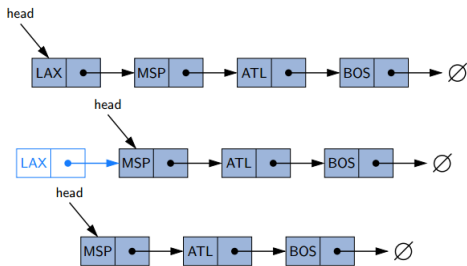 head
LAX MSP ATL BOS ∅
head
LAX MSP ATL BOS ∅
head
MSP ATL BOS ∅